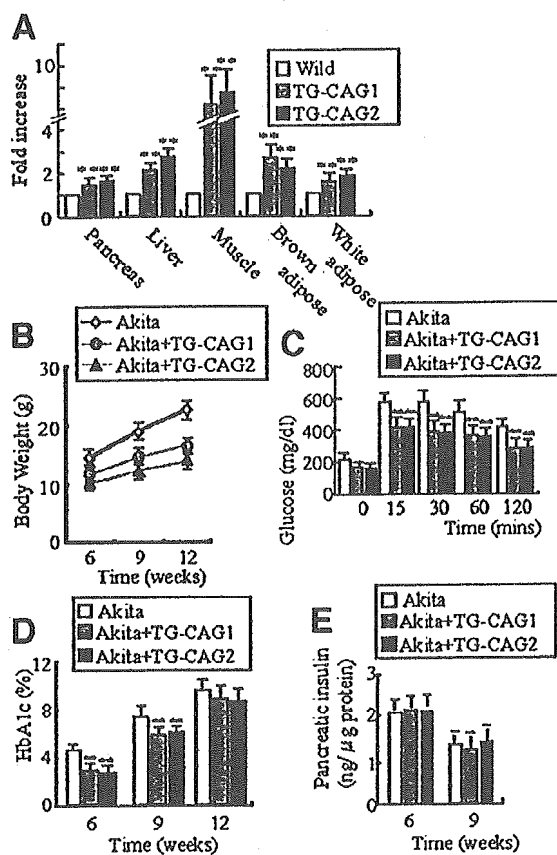 A
Fold increase
10
4
2
0
Wild
TG-CAG1
TG-CAG2
Pancreas
Liver
Muscle
Brown adipose
White adipose
B
Akita
Akita+TG-CAG1
Akita+TG-CAG2
Body Weight (g)
30
20
10
0
6 9 12
Time (weeks)
C
Akita
Akita+TG-CAG1
Akita+TG-CAG2
Glucose (mg/dl)
800
600
400
200
0 15 30 60 120
Time (mins)
D
Akita
Akita+TG-CAG1
Akita+TG-CAG2
HbA1c (%)
12
8
4
0
6 9 12
Time (weeks)
E
Akita
Akita+TG-CAG1
Akita+TG-CAG2
Pancreatic insulin
(ng/μg protein)
3
2
1
0
6 9
Time (weeks)